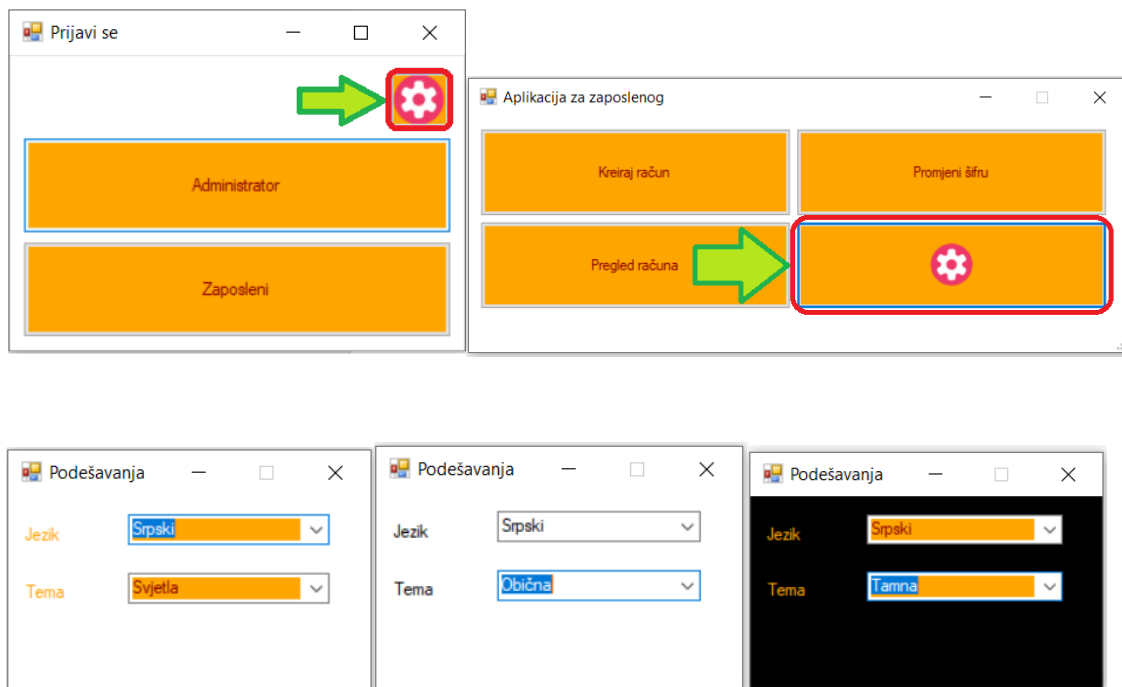 Prijavi se
Administrator
Zaposleni
Aplikacija za zaposlenog
Kreiraj račun
Promjeni šifru
Pregled računa
Podešavanja
Jezik
Srpski
Tema
Svjetla
Podešavanja
Jezik
Srpski
Tema
Obična
Podešavanja
Jezik
Srpski
Tema
Tamna